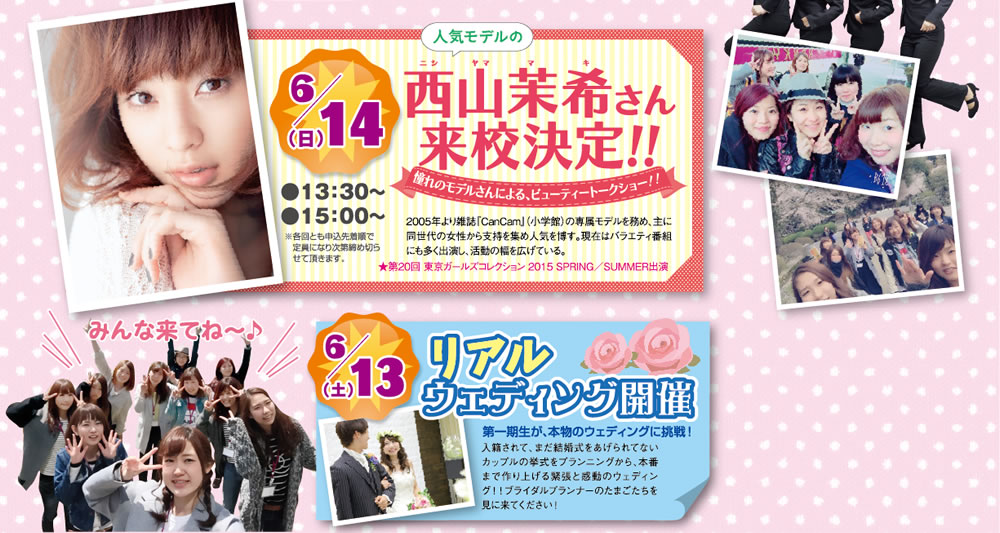 人気モデルの
ニシ ヤマ マ キ
西山茉希さん
来校決定!!
憧れのモデルさんによる、ビューティートークショー!!
6/14
(日)
●13:30~
●15:00~
※各回とも申込先着順で
定員になり次第締め切ら
せて頂きます。
2005年より雑誌「CanCam」(小学館)の専属モデルを務め、主に
同世代の女性から支持を集め人気を博す。現在はバラエティ番組
にも多く出演し、活動の幅を広げている。
★第20回 東京ガールズコレクション 2015 SPRING/SUMMER出演
みんな来てね~♪
6/13
(土)
リアル
ウェディング開催
第一期生が、本物のウェディングに挑戦!
入籍されて、まだ結婚式をあげられてない
カップルの挙式をプランニングから、本番
まで作り上げる緊張と感動のウェディン
グ!!ブライダルプランナーのたまごたちを
見に来てください!